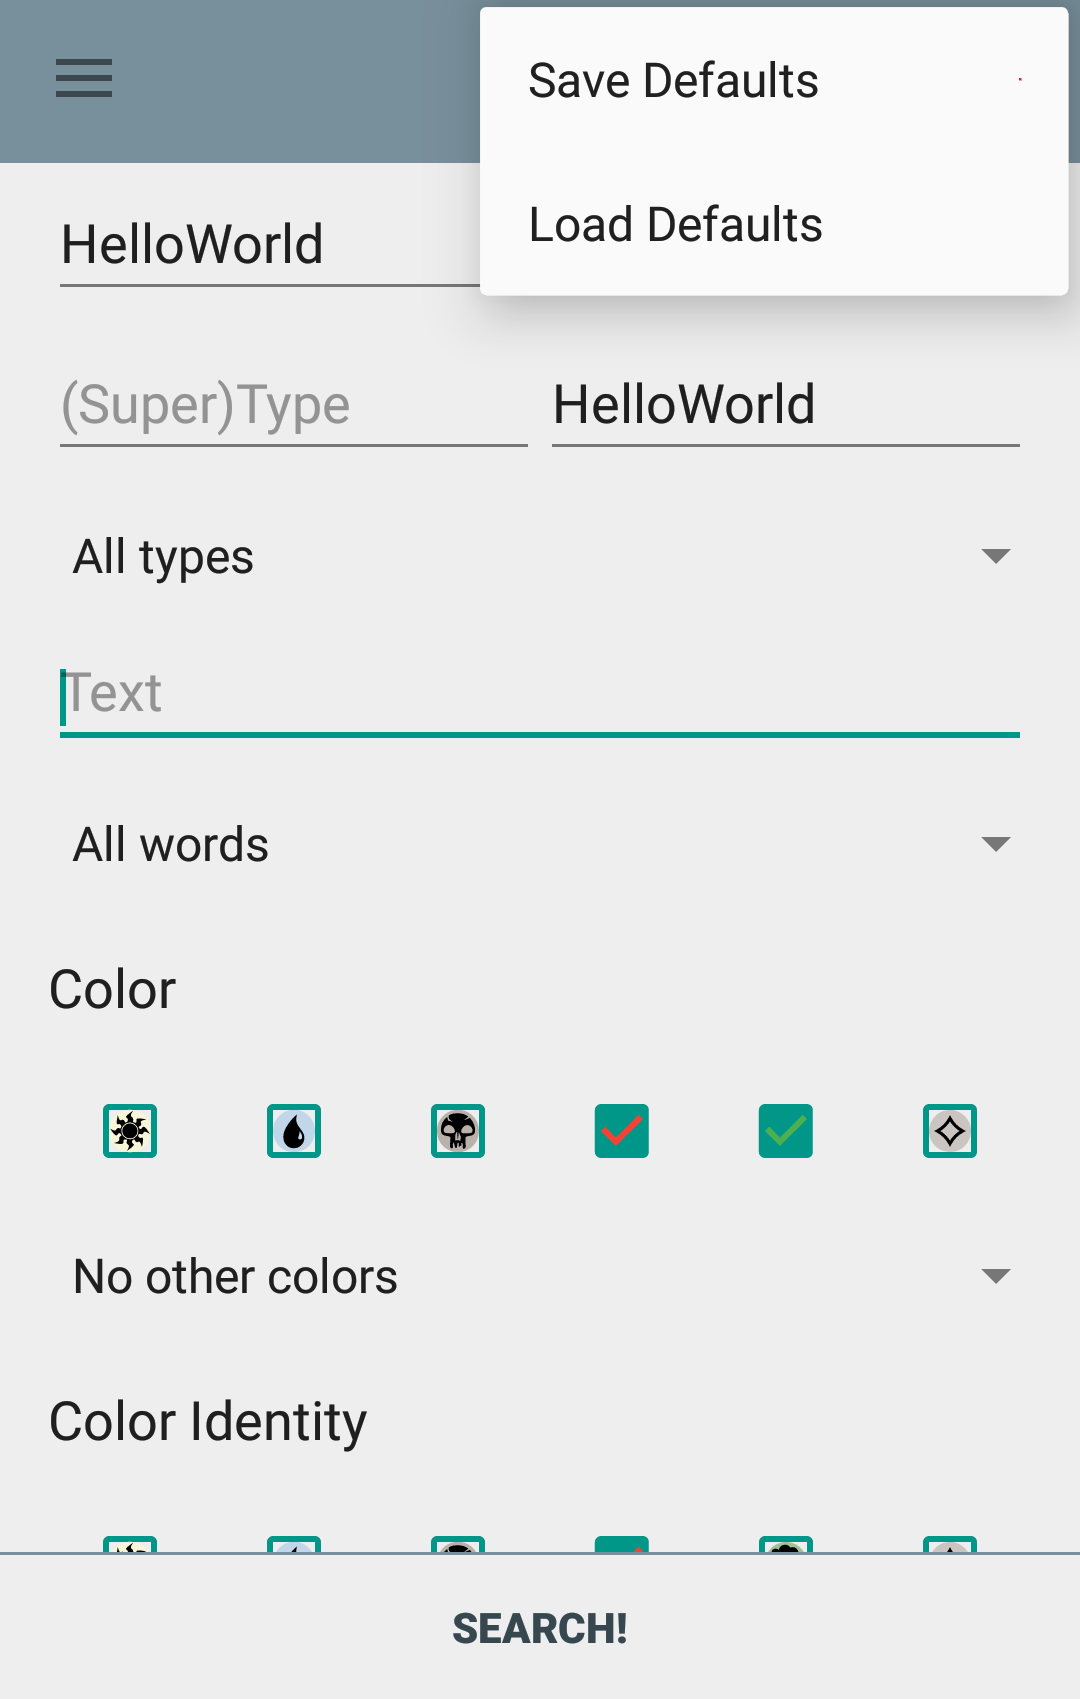 Save Defaults
Load Defaults
HelloWorld
(Super)Type HelloWorld
All types
Text
All words
Color
No other colors
Color Identity
SEARCH!